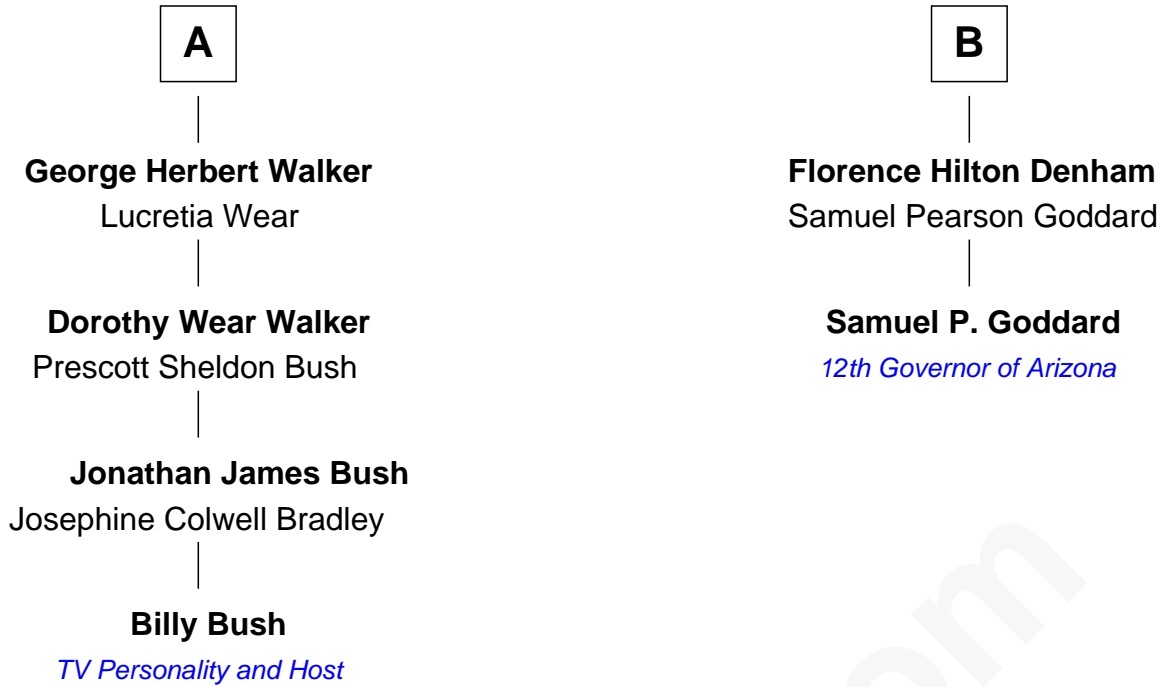 A
George Herbert Walker
Lucretia Wear
Dorothy Wear Walker
Prescott Sheldon Bush
Jonathan James Bush
Josephine Colwell Bradley
Billy Bush
TV Personality and Host
B
Florence Hilton Denham
Samuel Pearson Goddard
Samuel P. Goddard
12th Governor of Arizona
om